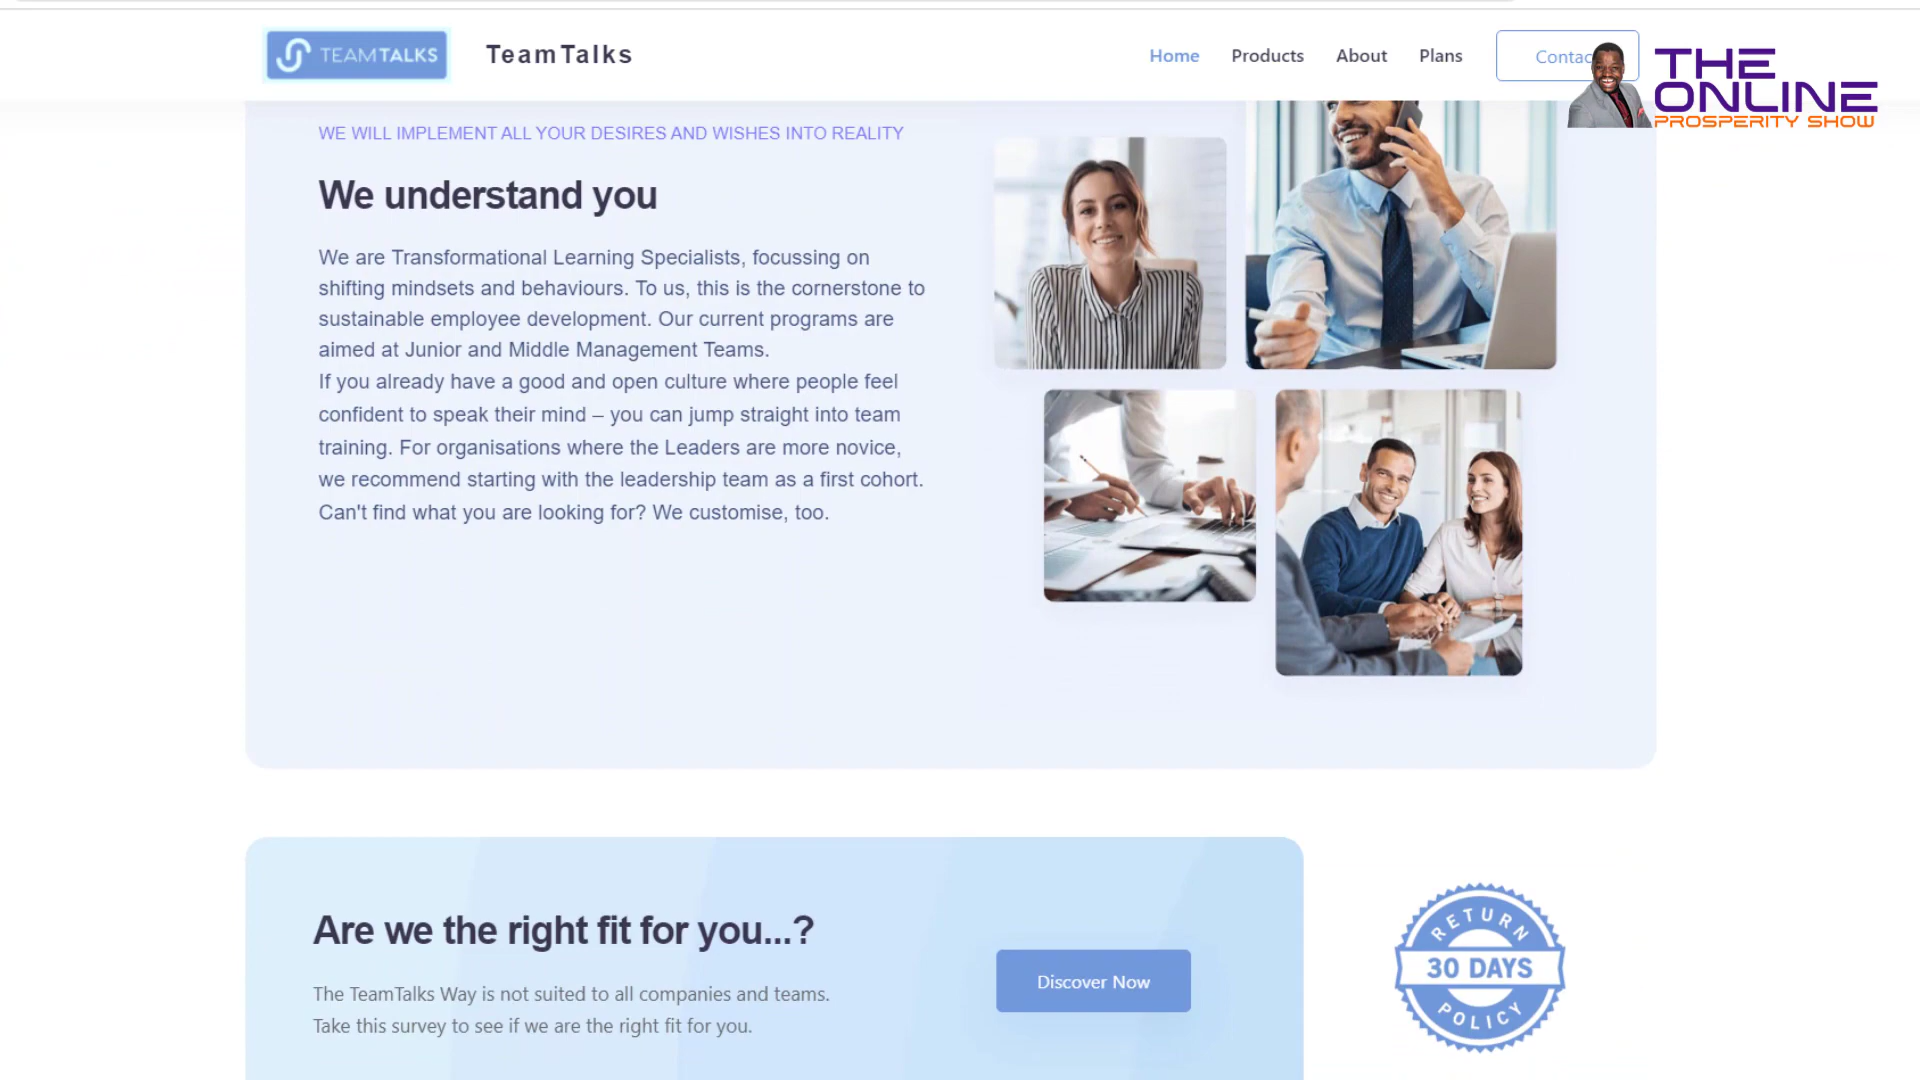 TEAMTALKS
TeamTalks
Home
Products
About
Plans
Contac
THE
ONLINE
PROSPERITY SHOW
WE WILL IMPLEMENT ALL YOUR DESIRES AND WISHES INTO REALITY
We understand you
We are Transformational Learning Specialists, focussing on
shifting mindsets and behaviours. To us, this is the cornerstone to
sustainable employee development. Our current programs are
aimed at Junior and Middle Management Teams.
If you already have a good and open culture where people feel
confident to speak their mind – you can jump straight into team
training. For organisations where the Leaders are more novice,
we recommend starting with the leadership team as a first cohort.
Can't find what you are looking for? We customise, too.
Are we the right fit for you...?
The TeamTalks Way is not suited to all companies and teams.
Take this survey to see if we are the right fit for you.
Discover Now
RETURN
30 DAYS
POLICY